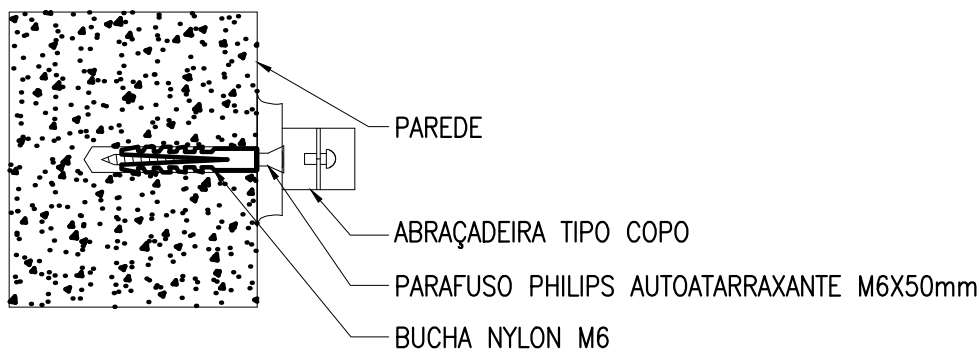 PAREDE
ABRAÇADEIRA TIPO COPO
PARAFUSO PHILIPS AUTOATARRAXANTE M6X50mm
BUCHA NYLON M6